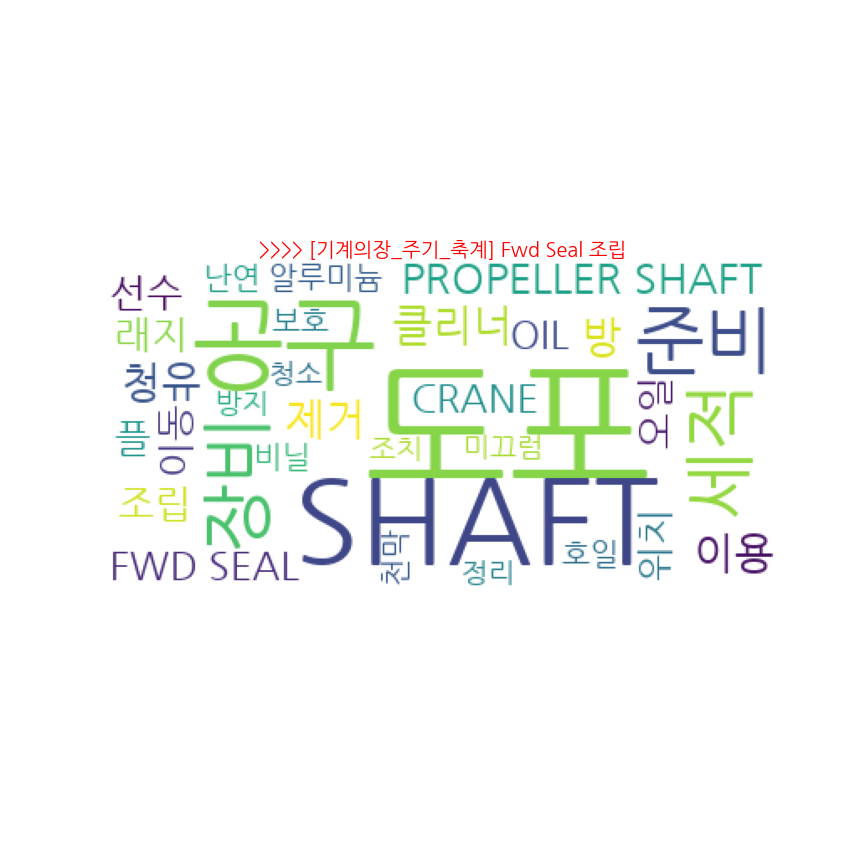 >>>> [기계의장_주기_축계] Fwd Seal 조립
선수
난연
알루미늄
PROPELLER SHAFT
래지
공구
보호
클리너
OIL
방
준비
청유
청소
방지
제거
CRANE
도포
오일
세척
플
이동
장비
비닐
조치
미끄럼
조립
SHAFT
FWD SEAL
천막
정리
호일
위치
이용